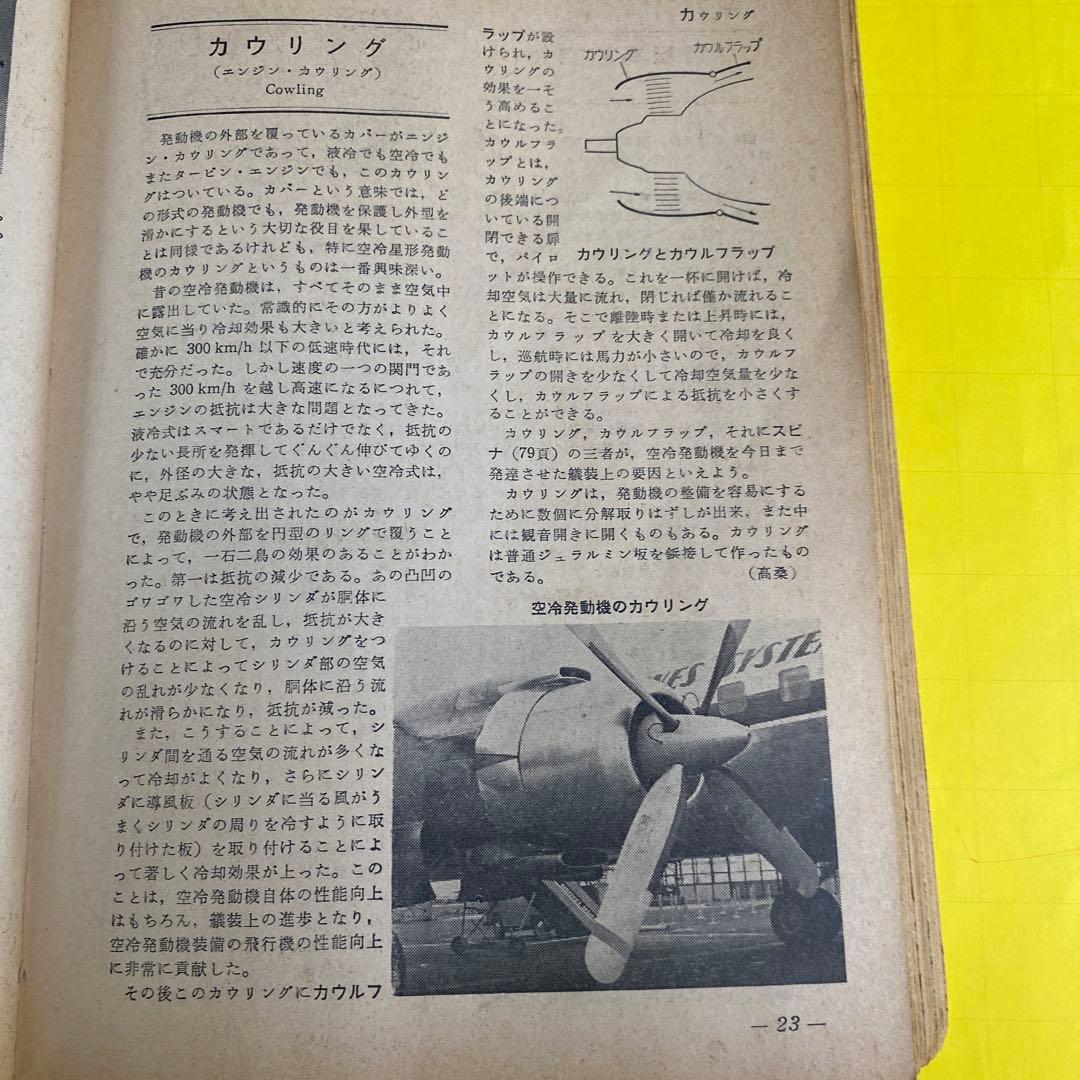 カウリング
カウリング
(エンジン・カウリング)
Cowling
発動機の外部を覆っているカバーがエンジ
ン・カウリングであって，液冷でも空冷でも
またタービン・エンジンでも，このカウリン
グはついている。カバーという意味では，ど
の形式の発動機でも，発動機を保護し外型を
滑かにするという大切な役目を果しているこ
とは同様であるけれども，特に空冷星形発動
機のカウリングというものは一番興味深い。
昔の空冷発動機は，すべてそのまま空気中
に露出していた。常識的にその方がよりよく
空気に当り冷却効果も大きいと考えられた。
確かに 300 km/h 以下の低速時代には，それ
で充分だった。しかし速度の一つの関門であ
った 300 km/h を越し高速になるにつれて，
エンジンの抵抗は大きな問題となってきた。
液冷式はスマートであるだけでなく，抵抗の
少ない長所を発揮してぐんぐん伸びてゆくの
に，外径の大きな，抵抗の大きい空冷式は，
やや足ぶみの状態となった。
このときに考え出されたのがカウリング
で，発動機の外部を円型のリングで覆うこと
によって，一石二鳥の効果のあることがわか
った。第一は抵抗の減少である。あの凸凹の
ゴワゴワした空冷シリンダが胴体に
沿う空気の流れを乱し，抵抗が大き
くなるのに対して，カウリングをつ
けることによってシリンダ部の空気
の乱れが少なくなり，胴体に沿う流
れが滑らかになり，抵抗が減った。
また，こうすることによって，シ
リンダ間を通る空気の流れが多くな
って冷却がよくなり，さらにシリン
ダに導風板（シリンダに当る風がう
まくシリンダの周りを冷すように取
り付けた板）を取り付けることによ
って著しく冷却効果が上った。この
ことは，空冷発動機自体の性能向上
はもちろん，艤装上の進歩となり，
空冷発動機装備の飛行機の性能向上
に非常に貢献した。
その後このカウリングにカウルフ
ラップが設
けられ，カ
ウリングの
効果を一そ
う高めるこ
とになった。
カウルフラ
ップとは，
カウリング
の後端につ
いている開
閉できる扉
で，パイロ
カウリング
カウルフラップ
カウリングとカウルフラップ
ットが操作できる。これを一杯に開けば，冷
却空気は大量に流れ，閉じれば僅か流れるこ
とになる。そこで離陸時または上昇時には，
カウルフラップを大きく開いて冷却を良く
し，巡航時には馬力が小さいので，カウルフ
ラップの開きを少なくして冷却空気量を少な
くし，カウルフラップによる抵抗を小さくす
ることができる。
カウリング，カウルフラップ，それにスピ
ナ（79頁）の三者が，空冷発動機を今日まで
発達させた艤装上の要因といえよう。
カウリングは，発動機の整備を容易にする
ために数個に分解取りはずしが出来，また中
には観音開きに開くものもある。カウリング
は普通ジュラルミン板を鋲接して作ったもの
である。（高桑）
空冷発動機のカウリング
NES SYSTEM
— 23 —